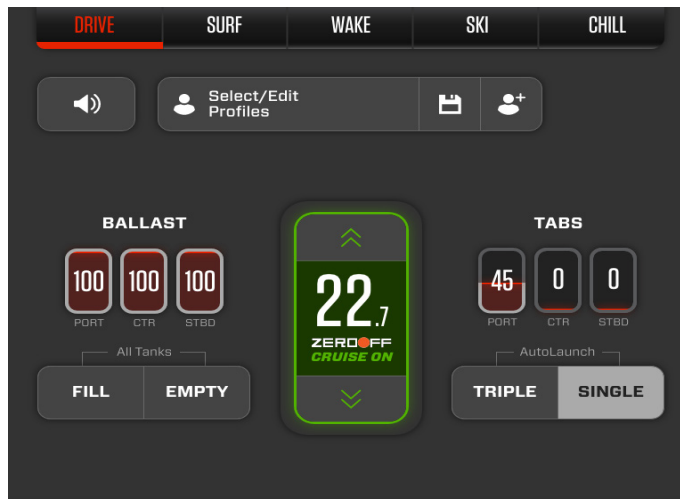 DRIVE SURF WAKE SKI CHILL
Select/Edit
Profiles
BALLAST
100 100 100
PORT CTR STBD
All Tanks
FILL EMPTY
22.7
ZEROOFF
CRUISE ON
TABS
45 0 0
PORT CTR STBD
AutoLaunch
TRIPLE SINGLE